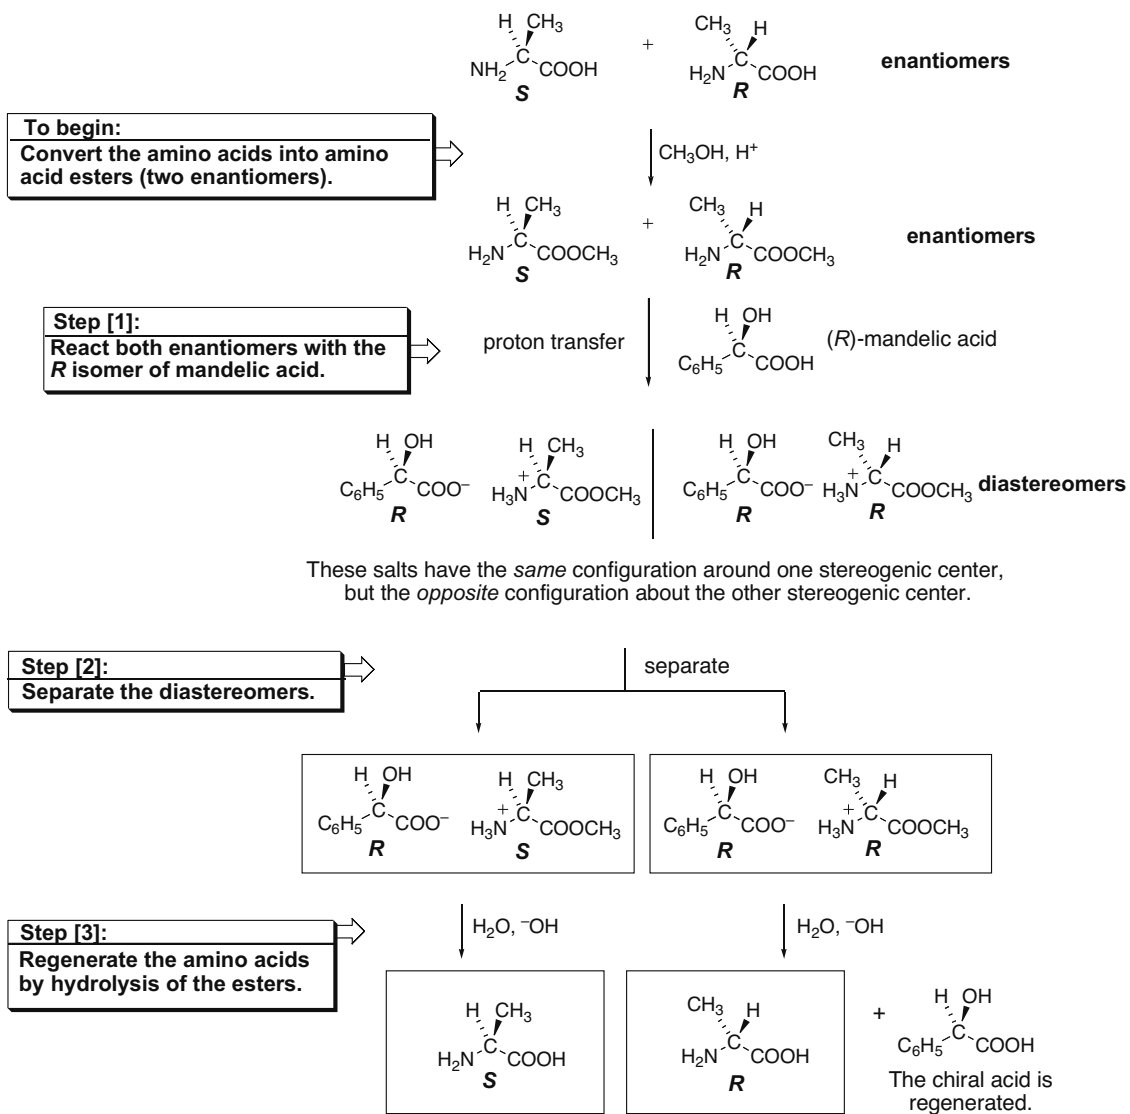 H CH₃ + CH₃ H
NH₂ C COOH H₂N C COOH enantiomers
S R
To begin:
Convert the amino acids into amino
acid esters (two enantiomers).
CH₃OH, H⁺
H CH₃ + CH₃ H
H₂N C COOCH₃ H₂N C COOCH₃ enantiomers
S R
Step [1]:
React both enantiomers with the
R isomer of mandelic acid.
proton transfer
H OH
C₆H₅ C COOH (R)-mandelic acid
H OH H CH₃ H OH CH₃ H
C₆H₅ C COO⁻ H₃N⁺ C COOCH₃ C₆H₅ C COO⁻ H₃N⁺ C COOCH₃ diastereomers
R S R R
These salts have the same configuration around one stereogenic center,
but the opposite configuration about the other stereogenic center.
Step [2]:
Separate the diastereomers.
separate
H OH H CH₃ H OH CH₃ H
C₆H₅ C COO⁻ H₃N⁺ C COOCH₃ C₆H₅ C COO⁻ H₃N⁺ C COOCH₃
R S R R
Step [3]:
Regenerate the amino acids
by hydrolysis of the esters.
H₂O, ⁻OH H₂O, ⁻OH
H CH₃ CH₃ H + H OH
H₂N C COOH H₂N C COOH C₆H₅ C COOH
S R
The chiral acid is
regenerated.